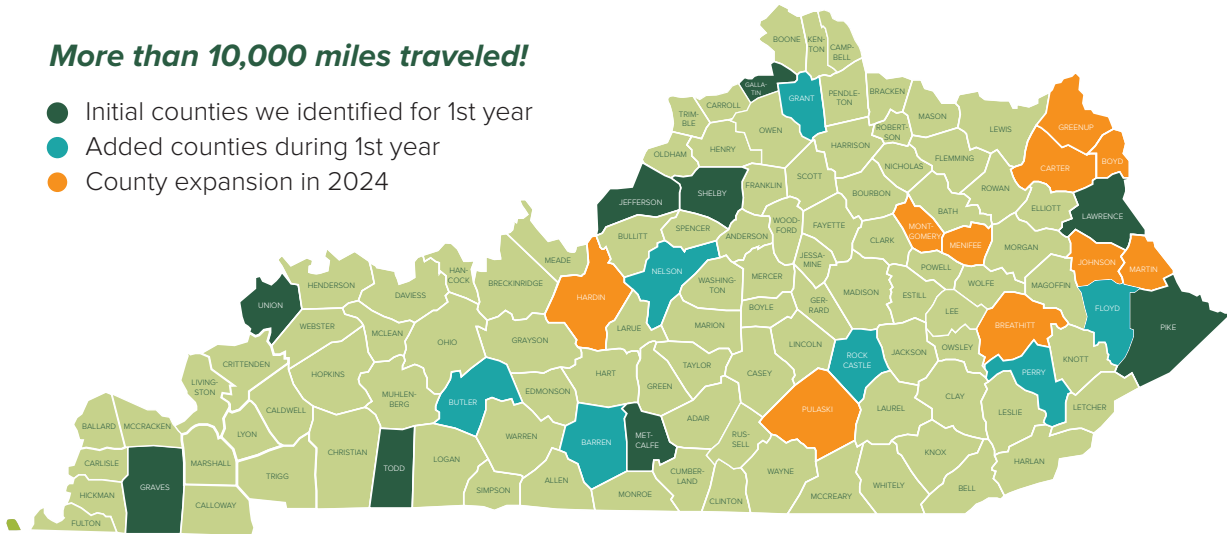 More than 10,000 miles traveled!
Initial counties we identified for 1st year
Added counties during 1st year
County expansion in 2024
BOONE
KEN-
TON
CAMP-
BELL
GALLA-
TIN
GRANT
PENDLE-
TON
BRACKEN
MASON
LEWIS
GREENUP
CARROLL
TRIM-
BLE
OWEN
ROBERT-
SON
HARRISON
FLEMMING
CARTER
BOYD
OLDHAM
HENRY
NICHOLAS
ROWAN
SCOTT
FRANKLIN
BOURBON
ELLIOTT
LAWRENCE
JEFFERSON
SHELBY
BATH
MONT-
GOMERY
MENIFEE
MORGAN
BULLITT
SPENCER
ANDERSON
WOOD-
FORD
FAYETTE
CLARK
JOHNSON
MARTIN
MEADE
NELSON
WASHING-
TON
MERCER
JESSA-
MINE
POWELL
WOLFE
MAGOFFIN
HAN-
COCK
BRECKINRIDGE
HARDIN
HENDERSON
DAVIESS
UNION
BOYLE
GER-
RARD
MADISON
ESTILL
LEE
FLOYD
PIKE
WEBSTER
MCLEAN
OHIO
GRAYSON
LARUE
MARION
LINCOLN
BREATHITT
OWSLEY
JACKSON
ROCK
CASTLE
KNOTT
CRITTENDEN
HOPKINS
HART
TAYLOR
CASEY
PERRY
LIVING-
STON
MUHLEN-
BERG
BUTLER
EDMONSON
GREEN
CLAY
LESLIE
LETCHER
CALDWELL
PULASKI
LAUREL
BALLARD
MCCRACKEN
LYON
WARREN
BARREN
MET-
CALFE
ADAIR
RUS-
SELL
CARLISLE
MARSHALL
CHRISTIAN
TODD
LOGAN
KNOX
HARLAN
GRAVES
TRIGG
SIMPSON
ALLEN
CUMBER-
LAND
WAYNE
WHITELY
BELL
HICKMAN
CALLOWAY
MONROE
CLINTON
MCCREARY
FULTON